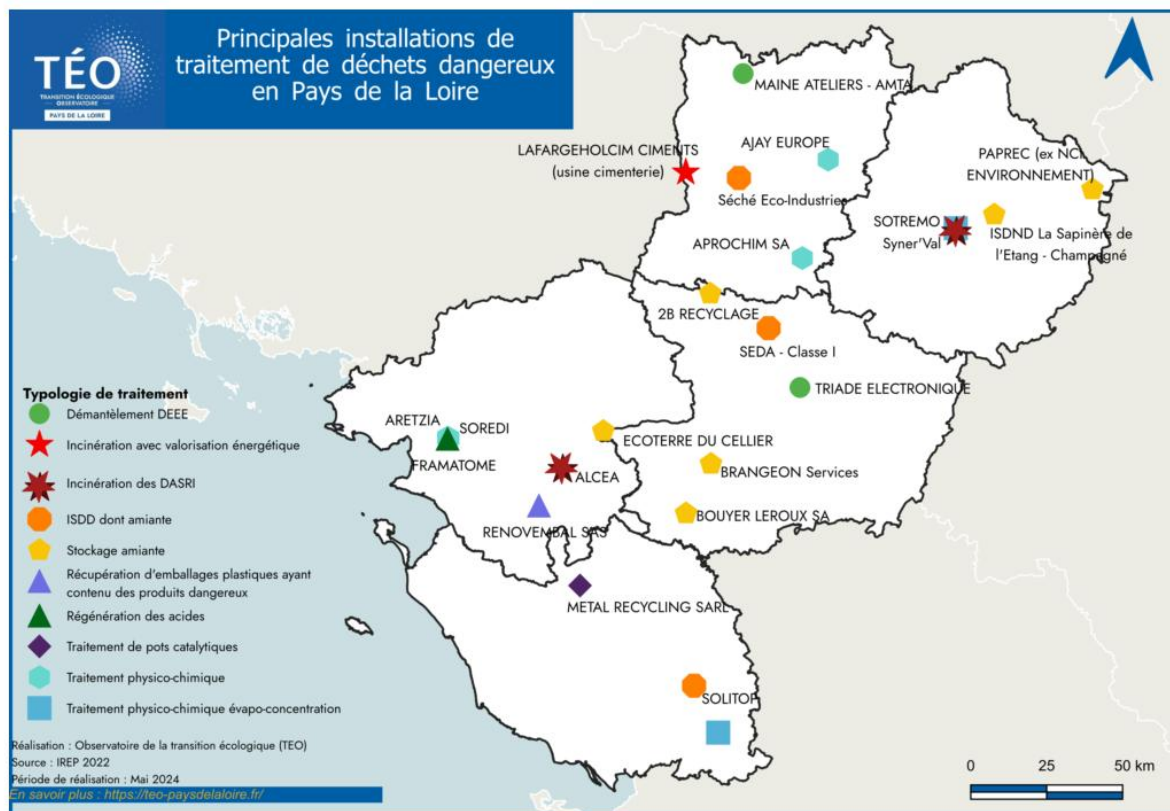 TÉO
TRANSITION ÉCOLOGIQUE
OBSERVATOIRE
PAYS DE LA LOIRE
Principales installations de
traitement de déchets dangereux
en Pays de la Loire
MAINE ATELIERS - AMTA
AJAY EUROPE
LAFARGEHOLCIM CIMENTS
(usine cimenterie)
Séché Eco-Industries
APROCHIM SA
PAPREC (ex NCI
ENVIRONNEMENT)
SOTREMO
Syner'Val
ISDND La Sapinère de
l'Etang - Champagné
2B RECYCLAGE
SEDA - Classe I
TRIADE ELECTRONIQUE
ARETZIA
SOREDI
FRAMATOME
ECOTERRE DU CELLIER
ALCEA
BRANGEON Services
RENOVEMBAL SAS
BOUYER LEROUX SA
METAL RECYCLING SARL
SOLITOP
Typologie de traitement
Démantèlement DEEE
Incinération avec valorisation énergétique
Incinération des DASRI
ISDD dont amiante
Stockage amiante
Récupération d'emballages plastiques ayant
contenu des produits dangereux
Régénération des acides
Traitement de pots catalytiques
Traitement physico-chimique
Traitement physico-chimique évapo-concentration
Réalisation : Observatoire de la transition écologique (TEO)
Source : IREP 2022
Période de réalisation : Mai 2024
En savoir plus : https://teo-paysdelaloire.fr/
0 25 50 km